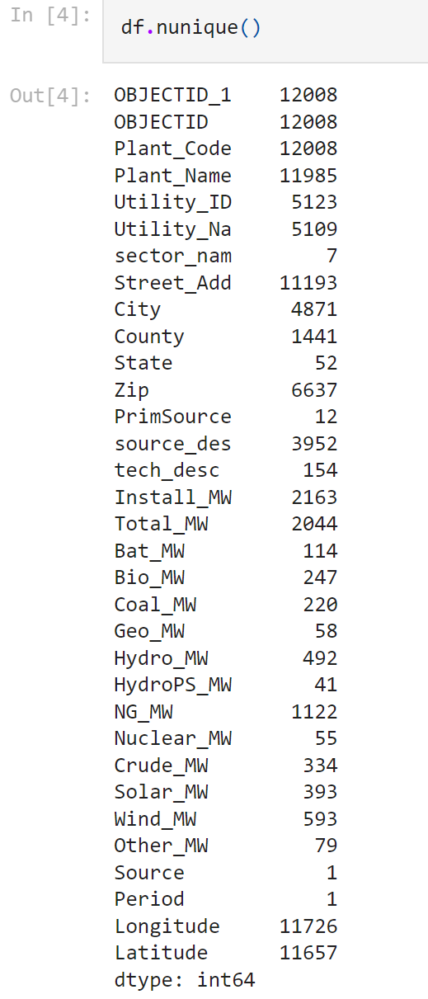 In [4]:
df.nunique()
Out[4]:
OBJECTID_1 12008
OBJECTID 12008
Plant_Code 12008
Plant_Name 11985
Utility_ID 5123
Utility_Na 5109
sector_nam 7
Street_Add 11193
City 4871
County 1441
State 52
Zip 6637
PrimSource 12
source_des 3952
tech_desc 154
Install_MW 2163
Total_MW 2044
Bat_MW 114
Bio_MW 247
Coal_MW 220
Geo_MW 58
Hydro_MW 492
HydroPS_MW 41
NG_MW 1122
Nuclear_MW 55
Crude_MW 334
Solar_MW 393
Wind_MW 593
Other_MW 79
Source 1
Period 1
Longitude 11726
Latitude 11657
dtype: int64